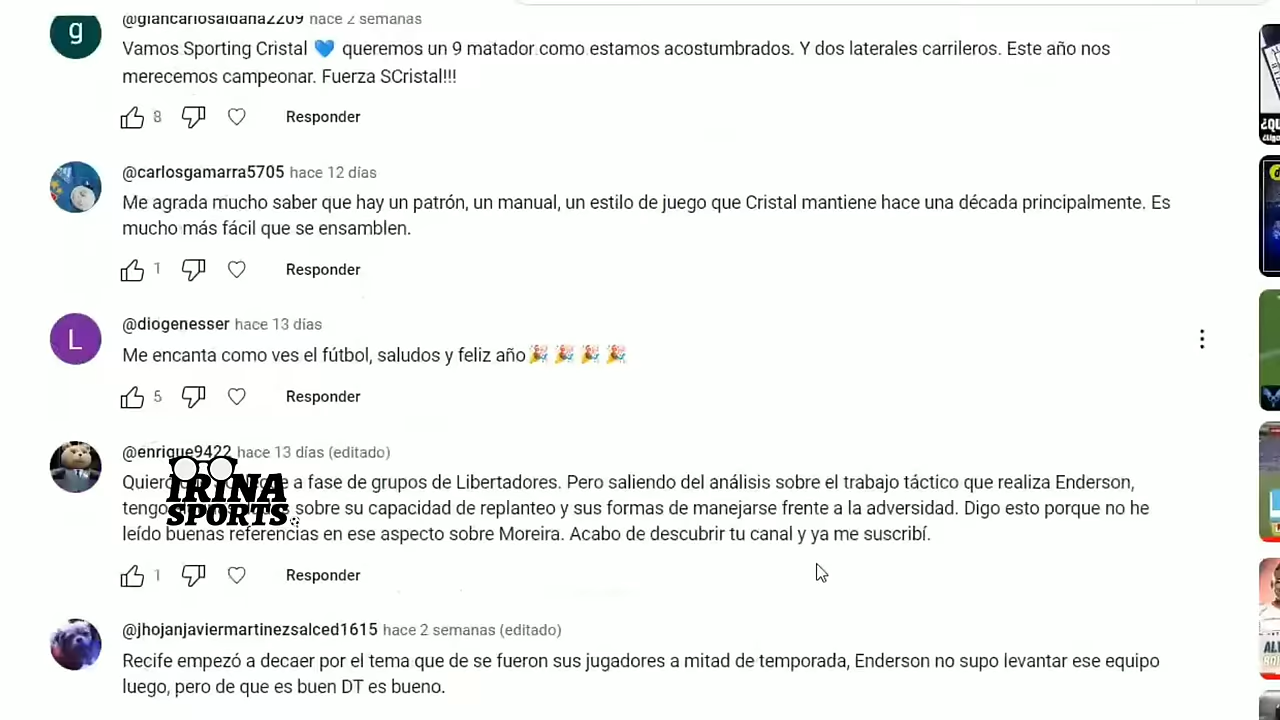 g
@giancarlosaldana2209 hace 2 semanas
Vamos Sporting Cristal 💙 queremos un 9 matador como estamos acostumbrados. Y dos laterales carrileros. Este año nos
merecemos campeonar. Fuerza SCristal!!!
8 Responder
@carlosgamarra5705 hace 12 días
Me agrada mucho saber que hay un patrón, un manual, un estilo de juego que Cristal mantiene hace una década principalmente. Es
mucho más fácil que se ensamblen.
1 Responder
L
@diogenesser hace 13 días
Me encanta como ves el fútbol, saludos y feliz año🎉 🎉 🎉 🎉
5 Responder
@enrique9422 hace 13 días (editado)
a fase de grupos de Libertadores. Pero saliendo del análisis sobre el trabajo táctico que realiza Enderson,
tengo sobre su capacidad de replanteo y sus formas de manejarse frente a la adversidad. Digo esto porque no he
leído buenas referencias en ese aspecto sobre Moreira. Acabo de descubrir tu canal y ya me suscribí.
IRINA
SPORTS
1 Responder
@jhojanjaviermartinezsalced1615 hace 2 semanas (editado)
Recife empezó a decaer por el tema que de se fueron sus jugadores a mitad de temporada, Enderson no supo levantar ese equipo
luego, pero de que es buen DT es bueno.